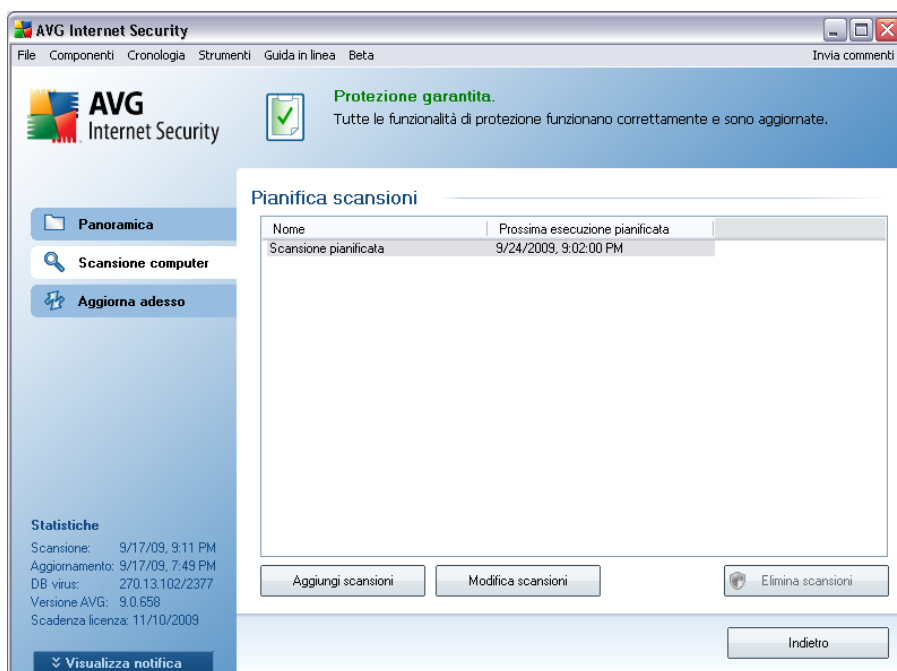 AVG Internet Security
File Componenti Cronologia Strumenti Guida in linea Beta Invia commenti
AVG
Internet Security
Protezione garantita.
Tutte le funzionalità di protezione funzionano correttamente e sono aggiornate.
Panoramica
Scansione computer
Aggiorna adesso
Pianifica scansioni
Nome Prossima esecuzione pianificata
Scansione pianificata 9/24/2009, 9:02:00 PM
Statistiche
Scansione: 9/17/09, 9:11 PM
Aggiornamento: 9/17/09, 7:49 PM
DB virus: 270.13.102/2377
Versione AVG: 9.0.658
Scadenza licenza: 11/10/2009
Aggiungi scansioni Modifica scansioni Elimina scansioni
Indietro
Visualizza notifica